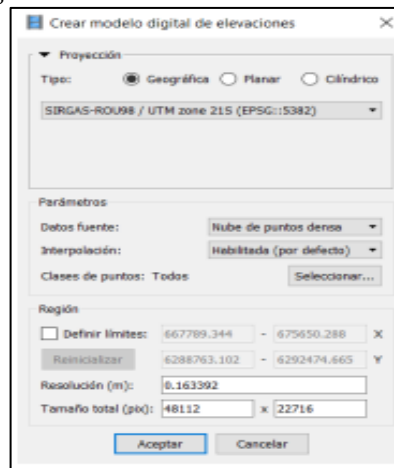 Crear modelo digital de elevaciones
Proyección
Tipo: Geográfica Planar Cilíndrico
SIRGAS-ROU98 / UTM zone 21S (EPSG::5382)
Parámetros
Datos fuente: Nube de puntos densa
Interpolación: Habilitada (por defecto)
Clases de puntos: Todos Seleccionar...
Región
Definir límites: 667789.344 - 675650.288 X
Reinicializar 6288763.102 - 6292474.665 Y
Resolución (m): 0.163392
Tamaño total (pix): 48112 x 22716
Aceptar Cancelar